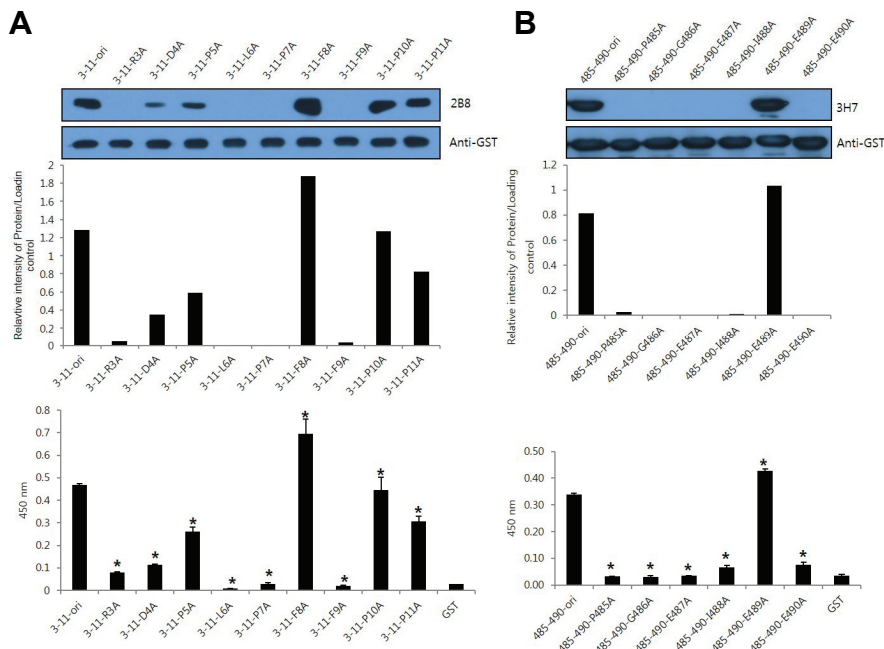 A
3-11-ori
3-11-R3A
3-11-D4A
3-11-P5A
3-11-L6A
3-11-P7A
3-11-F8A
3-11-F9A
3-11-P10A
3-11-P11A
2B8
Anti-GST
Relavtive intensity of Protein/Loadin
control
2
1.8
1.6
1.4
1.2
1
0.8
0.6
0.4
0.2
0
3-11-ori
3-11-R3A
3-11-D4A
3-11-P5A
3-11-L6A
3-11-P7A
3-11-F8A
3-11-F9A
3-11-P10A
3-11-P11A
450 nm
0.8
0.7
0.6
0.5
0.4
0.3
0.2
0.1
0.0
* * * * * * * * *
3-11-ori
3-11-R3A
3-11-D4A
3-11-P5A
3-11-L6A
3-11-P7A
3-11-F8A
3-11-F9A
3-11-P10A
3-11-P11A
GST
B
485-490-ori
485-490-P485A
485-490-G486A
485-490-E487A
485-490-I488A
485-490-E489A
485-490-E490A
3H7
Anti-GST
Relative intensity of Protein/Loading
control
1.2
1
0.8
0.6
0.4
0.2
0
485-490-ori
485-490-P485A
485-490-G486A
485-490-E487A
485-490-I488A
485-490-E489A
485-490-E490A
450 nm
0.50
0.40
0.30
0.20
0.10
0.00
* * * * * *
485-490-ori
485-490-P485A
485-490-G486A
485-490-E487A
485-490-I488A
485-490-E489A
485-490-E490A
GST